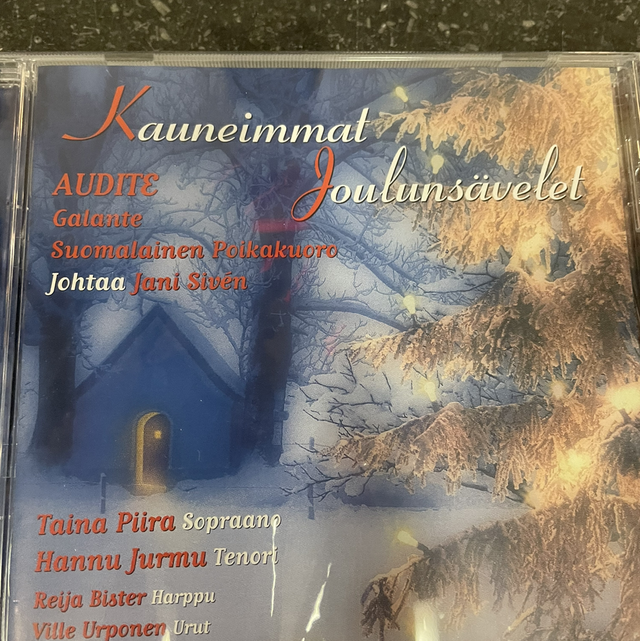 Kauneimmat
Joulunsävelet
AUDITE
Galante
Suomalainen Poikakuoro
Johtaa Jani Sivén
Taina Piira Sopraano
Hannu Jurmu Tenori
Reija Bister Harppu
Ville Urponen Urut